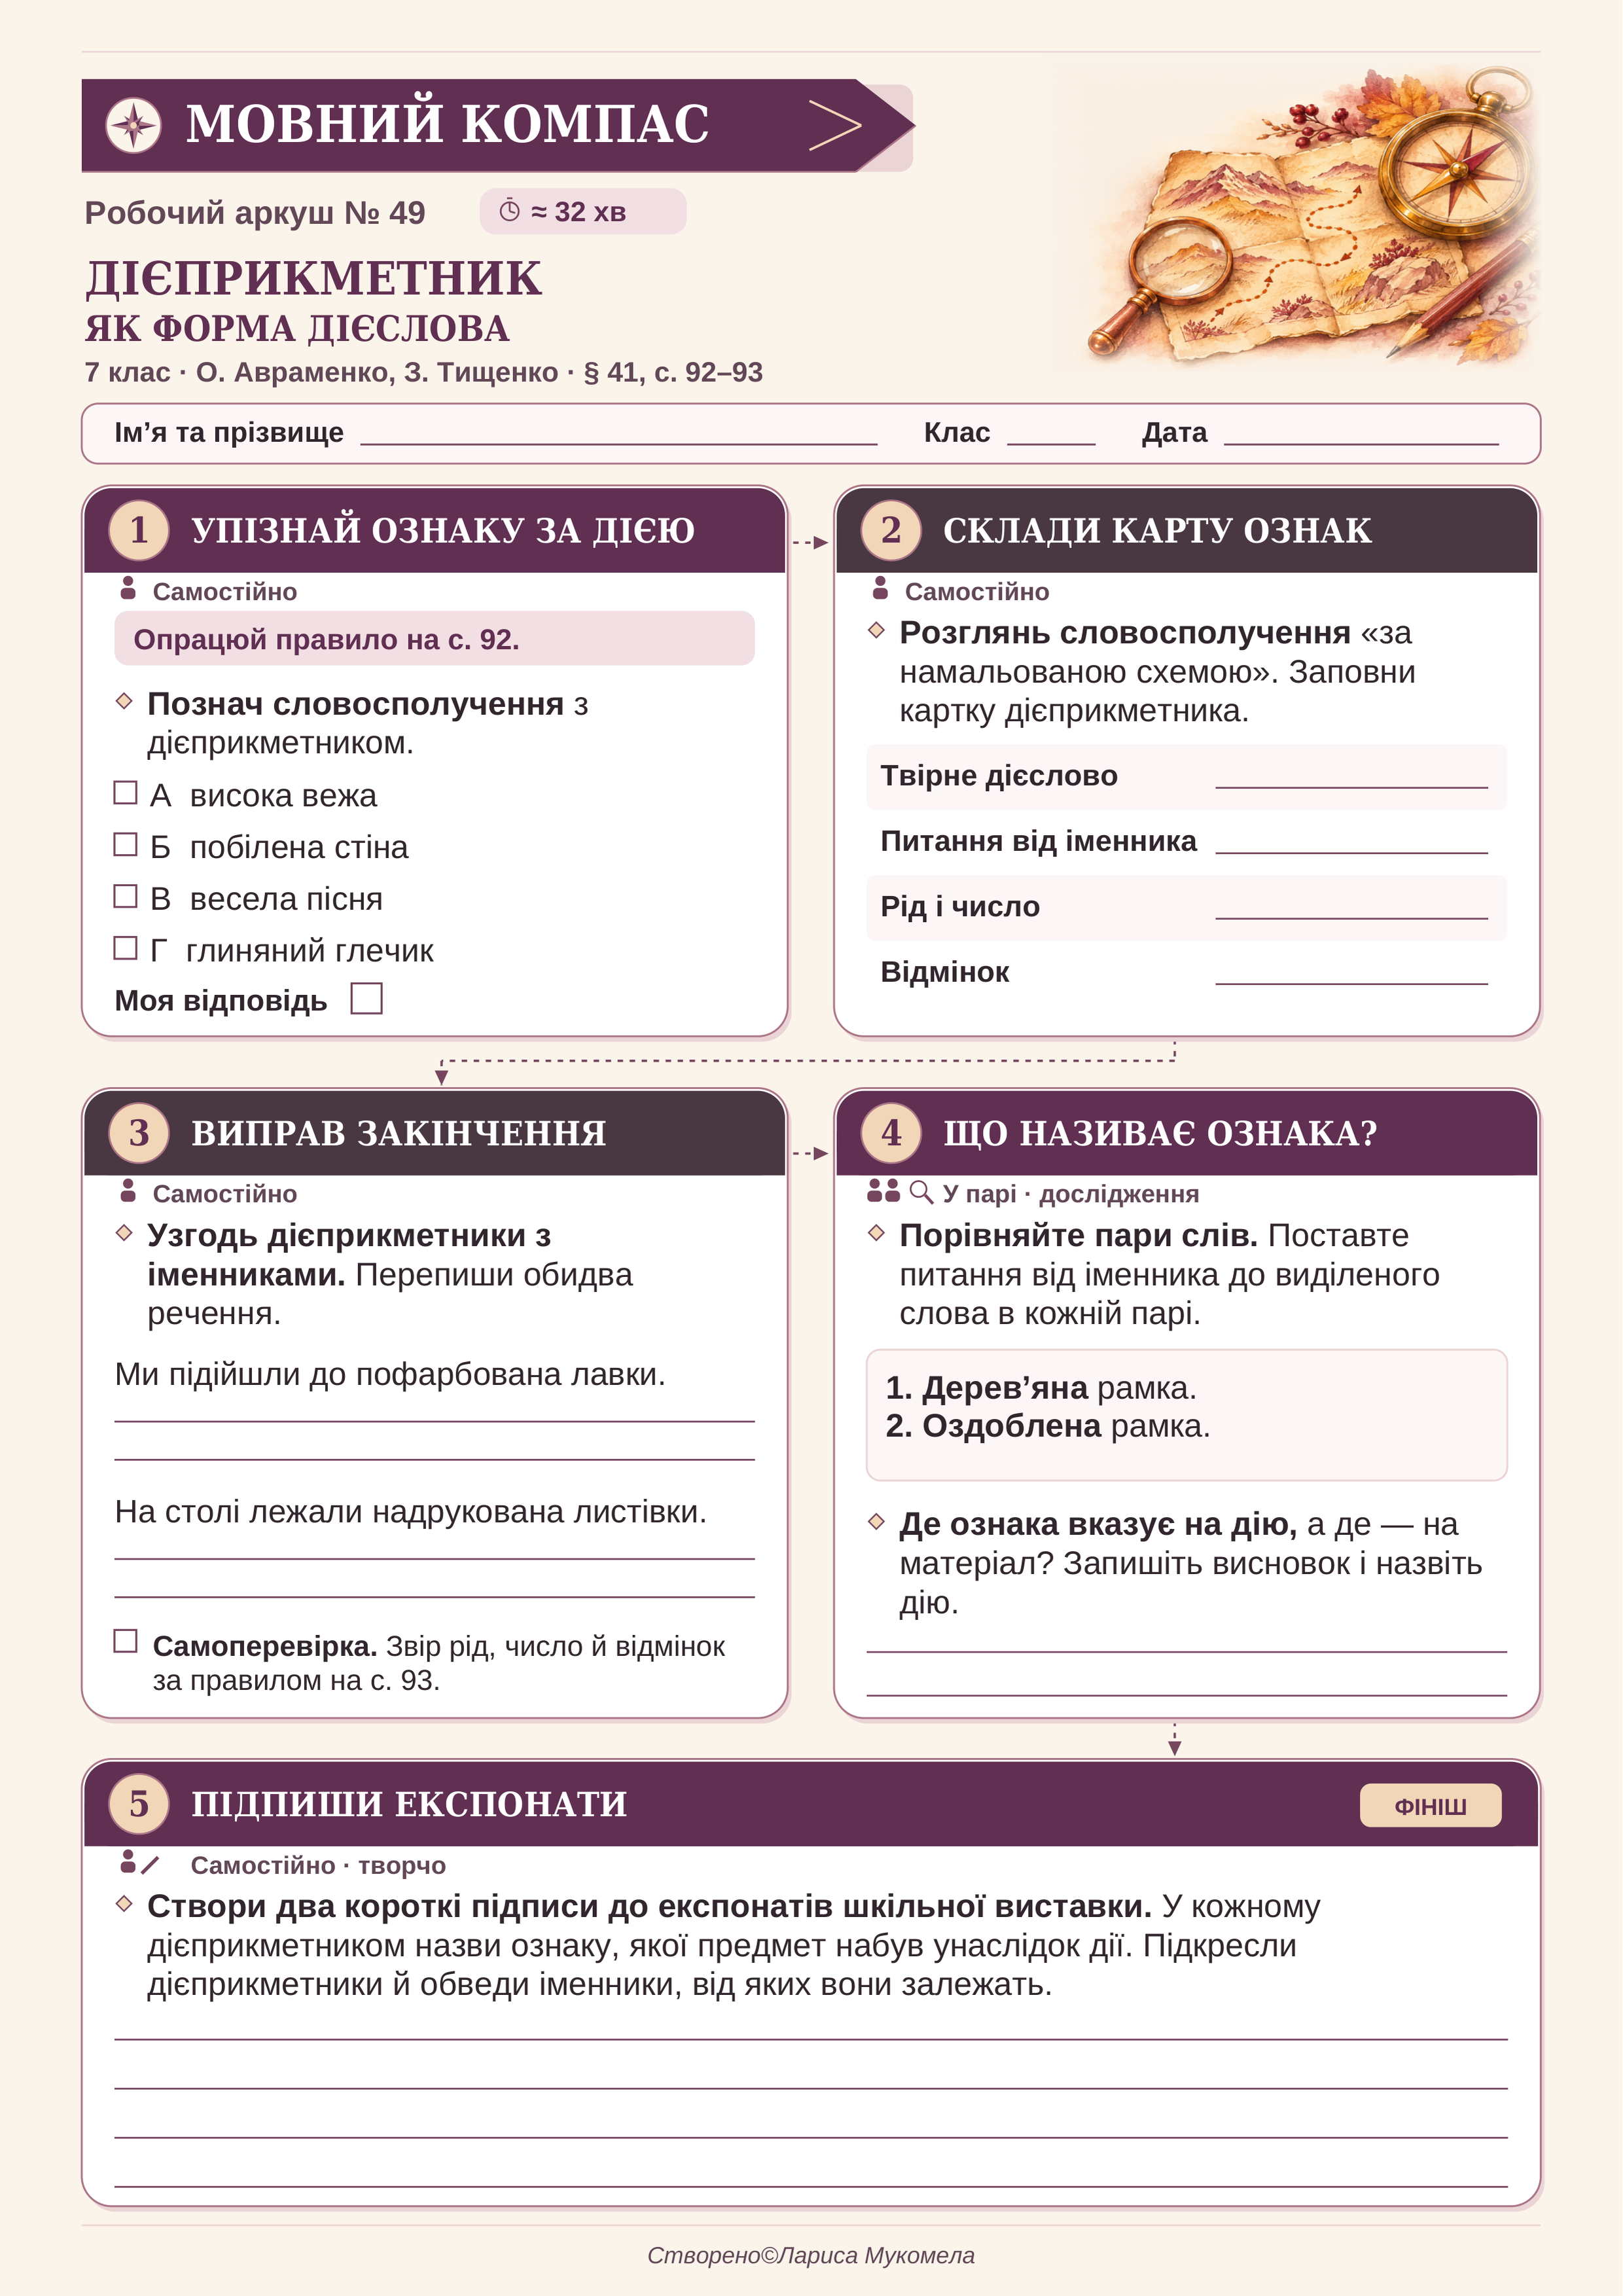 МОВНИЙ КОМПАС
Робочий аркуш № 49
≈ 32 хв
ДІЄПРИКМЕТНИК
ЯК ФОРМА ДІЄСЛОВА
7 клас · О. Авраменко, З. Тищенко · § 41, с. 92–93
Ім’я та прізвище
Клас
Дата
1 УПІЗНАЙ ОЗНАКУ ЗА ДІЄЮ
Самостійно
Опрацюй правило на с. 92.
Познач словосполучення з
дієприкметником.
А висока вежа
Б побілена стіна
В весела пісня
Г глиняний глечик
Моя відповідь
2 СКЛАДИ КАРТУ ОЗНАК
Самостійно
Розглянь словосполучення «за
намальованою схемою». Заповни
картку дієприкметника.
Твірне дієслово
Питання від іменника
Рід і число
Відмінок
3 ВИПРАВ ЗАКІНЧЕННЯ
Самостійно
Узгодь дієприкметники з
іменниками. Перепиши обидва
речення.
Ми підійшли до пофарбована лавки.
На столі лежали надрукована листівки.
Самоперевірка. Звір рід, число й відмінок
за правилом на с. 93.
4 ЩО НАЗИВАЄ ОЗНАКА?
У парі · дослідження
Порівняйте пари слів. Поставте
питання від іменника до виділеного
слова в кожній парі.
1. Дерев’яна рамка.
2. Оздоблена рамка.
Де ознака вказує на дію, а де — на
матеріал? Запишіть висновок і назвіть
дію.
5 ПІДПИШИ ЕКСПОНАТИ
ФІНІШ
Самостійно · творчо
Створи два короткі підписи до експонатів шкільної виставки. У кожному
дієприкметником назви ознаку, якої предмет набув унаслідок дії. Підкресли
дієприкметники й обведи іменники, від яких вони залежать.
Створено©Лариса Мукомела